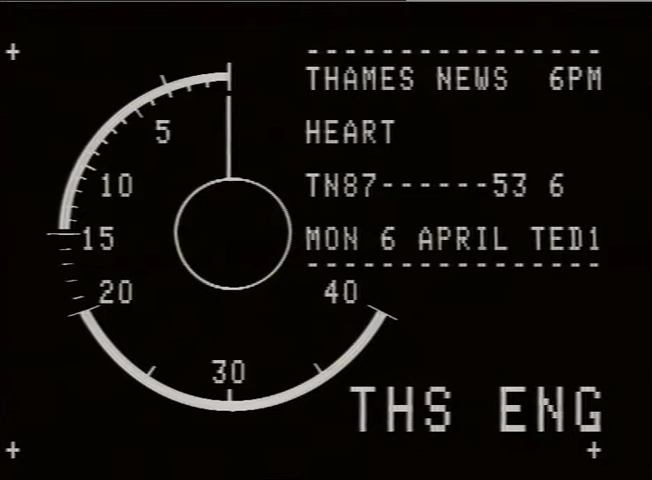 THAMES NEWS 6PM
HEART
TN87------53 6
MON 6 APRIL TED1
5
10
15
20
30
40
THS ENG